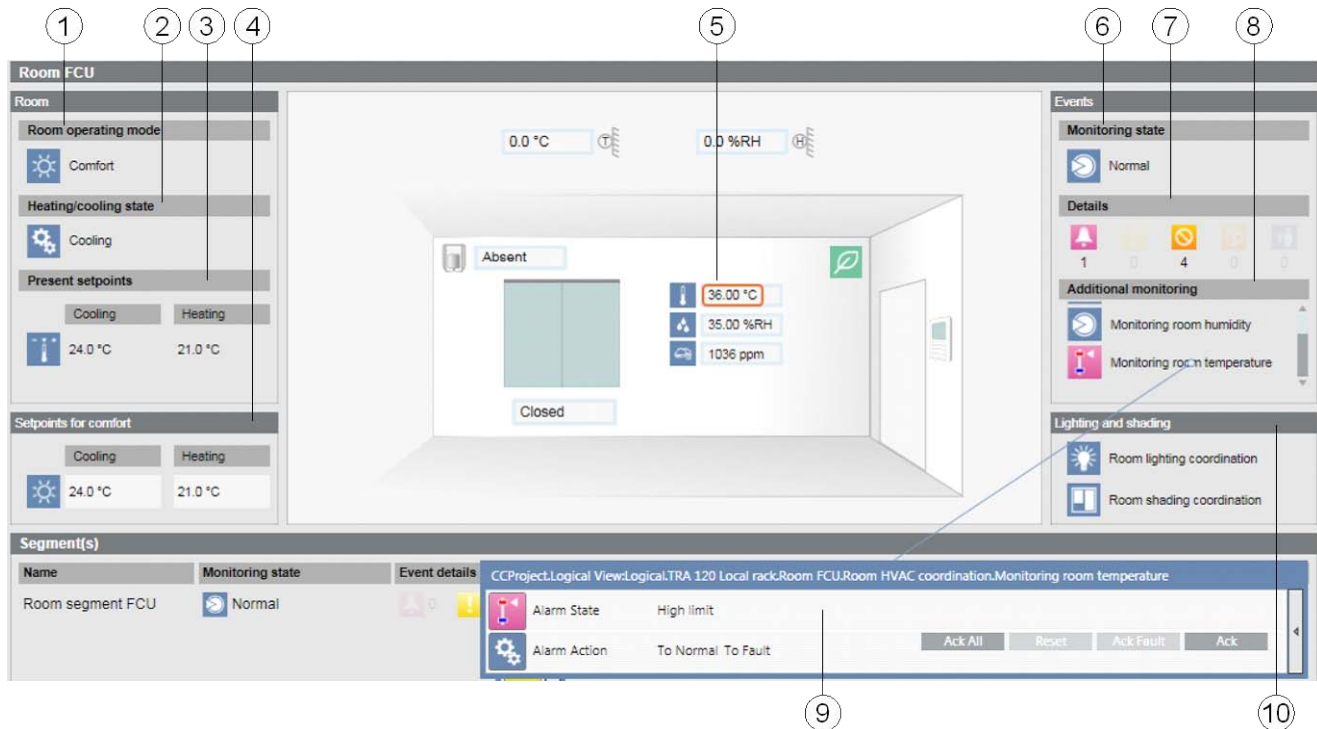 1 2 3 4 5 6 7 8
Room FCU
Room
Room operating mode
Comfort
Heating/cooling state
Cooling
Present setpoints
Cooling Heating
24.0 °C 21.0 °C
Setpoints for comfort
Cooling Heating
24.0 °C 21.0 °C
0.0 °C T 0.0 %RH H
Absent
36.00 °C
35.00 %RH
1036 ppm
Closed
Events
Monitoring state
Normal
Details
1 0 4 0 0
Additional monitoring
Monitoring room humidity
Monitoring room temperature
Lighting and shading
Room lighting coordination
Room shading coordination
Segment(s)
Name Monitoring state Event details
Room segment FCU Normal 0
CCProject.Logical View:Logical.TRA 120 Local rack.Room FCU.Room HVAC coordination.Monitoring room temperature
Alarm State High limit
Alarm Action To Normal To Fault
Ack All Reset Ack Fault Ack
9 10